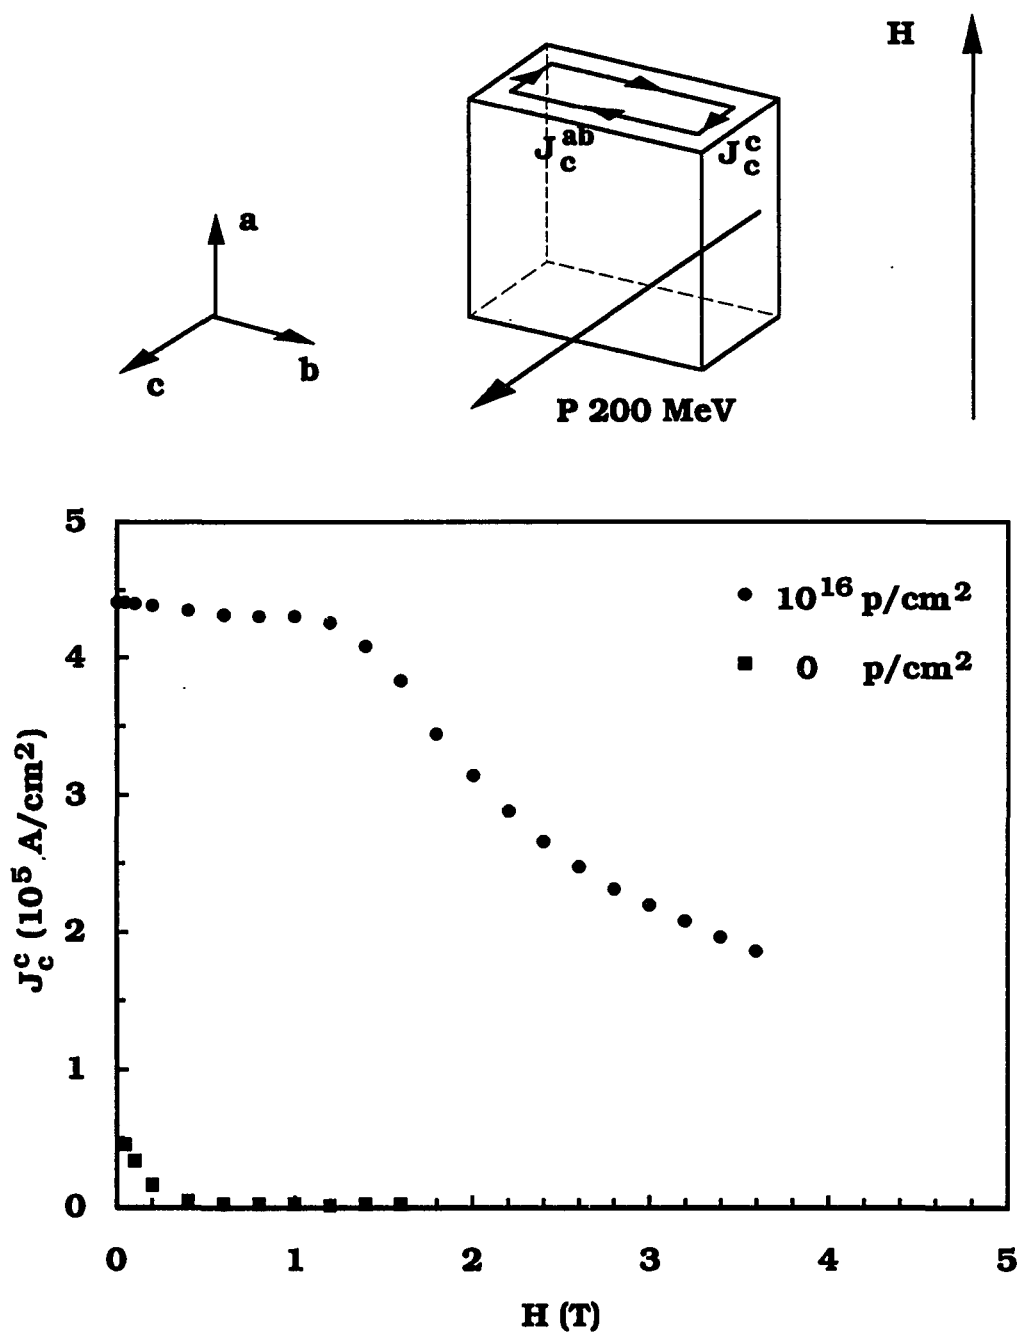 H
J_c^ab
J_c^c
a
c
b
P 200 MeV
5
4
3
2
1
0
J_c^c (10^5 A/cm^2)
10^16 p/cm^2
0 p/cm^2
0 1 2 3 4 5
H (T)